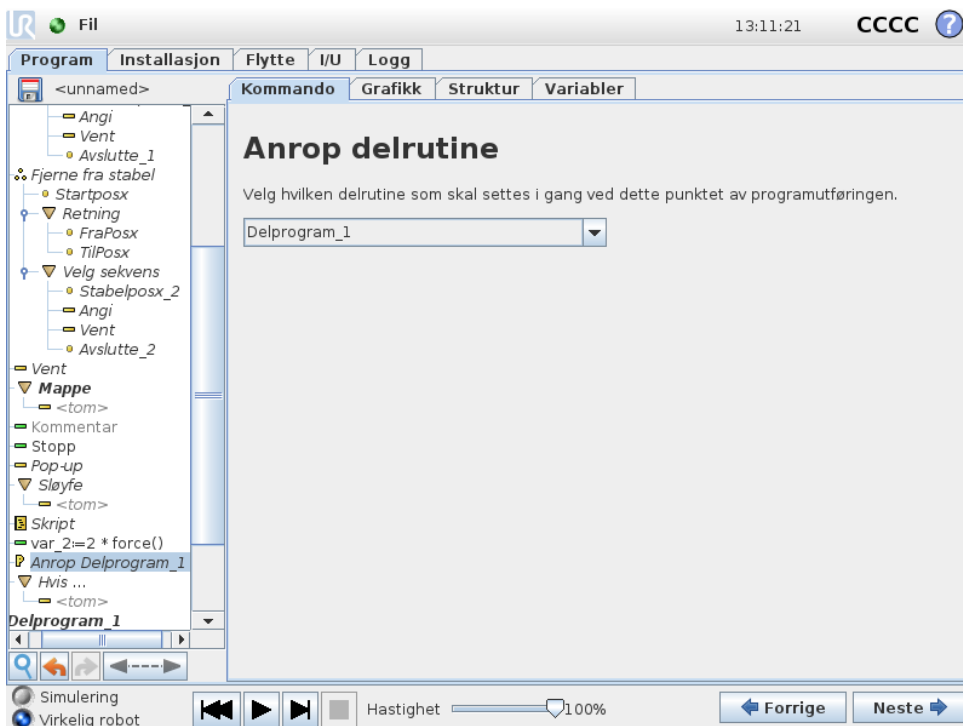 UR Fil 13:11:21 CCCC ?
Program Installasjon Flytte I/U Logg
<unnamed>
Kommando Grafikk Struktur Variabler
Angi
Vent
Avslutte_1
Fjerne fra stabel
Startposx
Retning
FraPosx
TilPosx
Velg sekvens
Stabelposx_2
Angi
Vent
Avslutte_2
Vent
Mappe
<tom>
Kommentar
Stopp
Pop-up
Sløyfe
<tom>
Skript
var_2:=2 * force()
Anrop Delprogram_1
Hvis ...
<tom>
Delprogram_1
Anrop delrutine
Velg hvilken delrutine som skal settes i gang ved dette punktet av programutføringen.
Delprogram_1
Simulering
Virkelig robot
Hastighet 100%
Forrige Neste